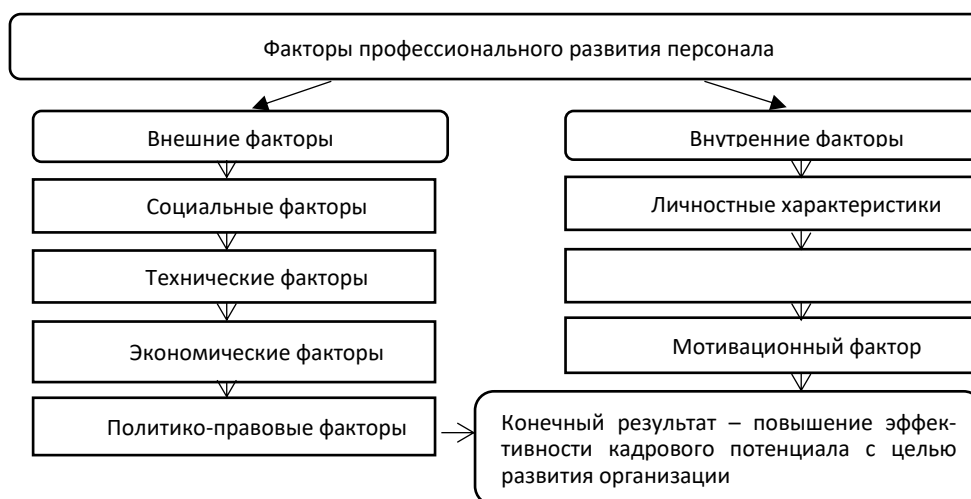 Факторы профессионального развития персонала
Внешние факторы
Внутренние факторы
Социальные факторы
Личностные характеристики
Технические факторы
Экономические факторы
Мотивационный фактор
Политико-правовые факторы
Конечный результат – повышение эффек-
тивности кадрового потенциала с целью
развития организации